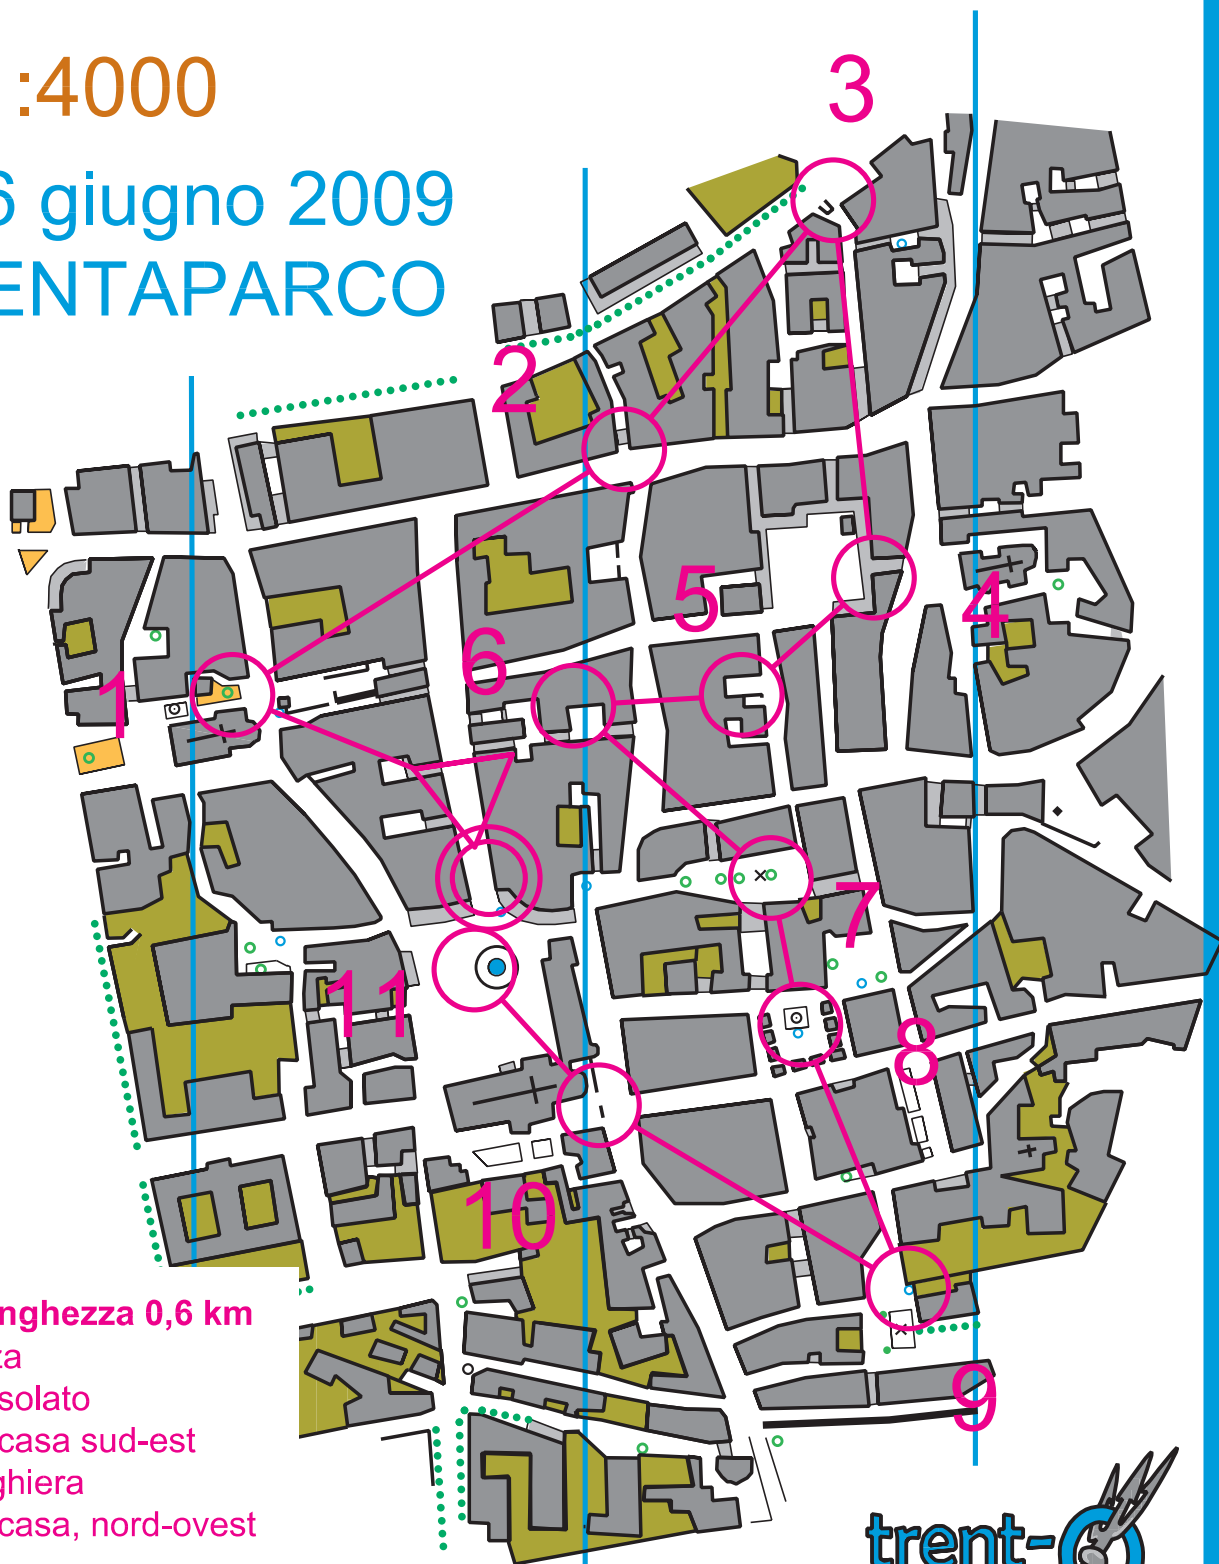 :4000
6 giugno 2009
ENTAPARCO
3
2
5
4
6
1
7
11
8
10
9
nghezza 0,6 km
za
solato
casa sud-est
ghiera
casa, nord-ovest
trent-O